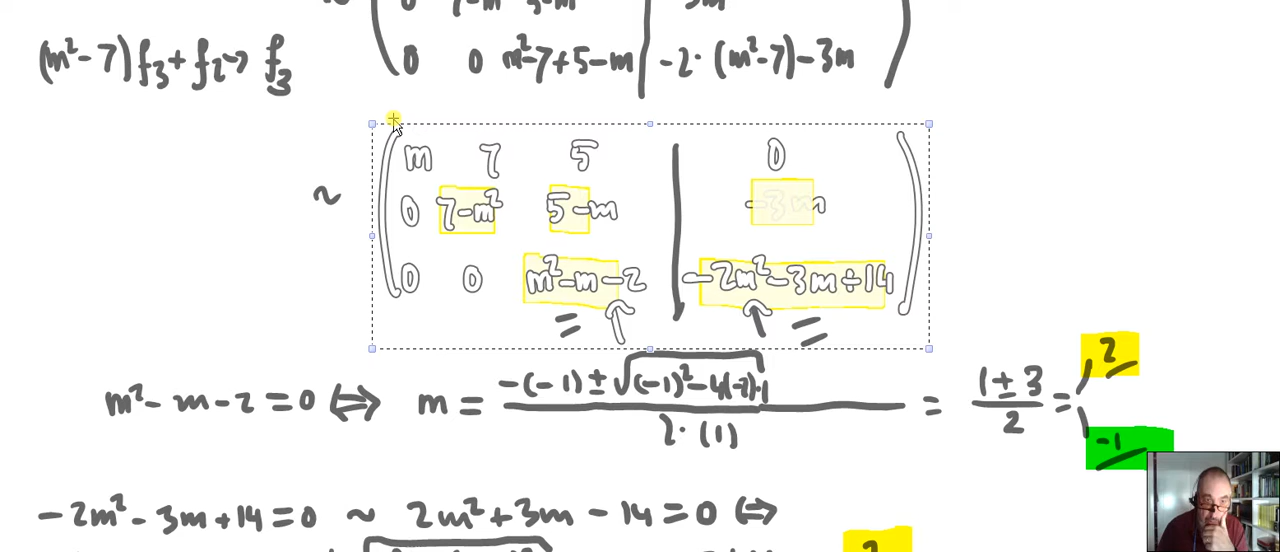 (m²-7)f₃+f₂→f₃
0 0 m²-7+5-m | -2·(m²-7)-3m
m 7 5 | 0
~ 0 7-m² 5-m | -3m
0 0 m²-m-2 | -2m²-3m+14
= ↑ ↑ =
m²-m-2=0 ⇔ m = (-(-1)±√((-1)²-4(-2)·1))/(2·(1)) = (1±3)/2 = 2
-1
-2m²-3m+14=0 ~ 2m²+3m-14=0 ⇔